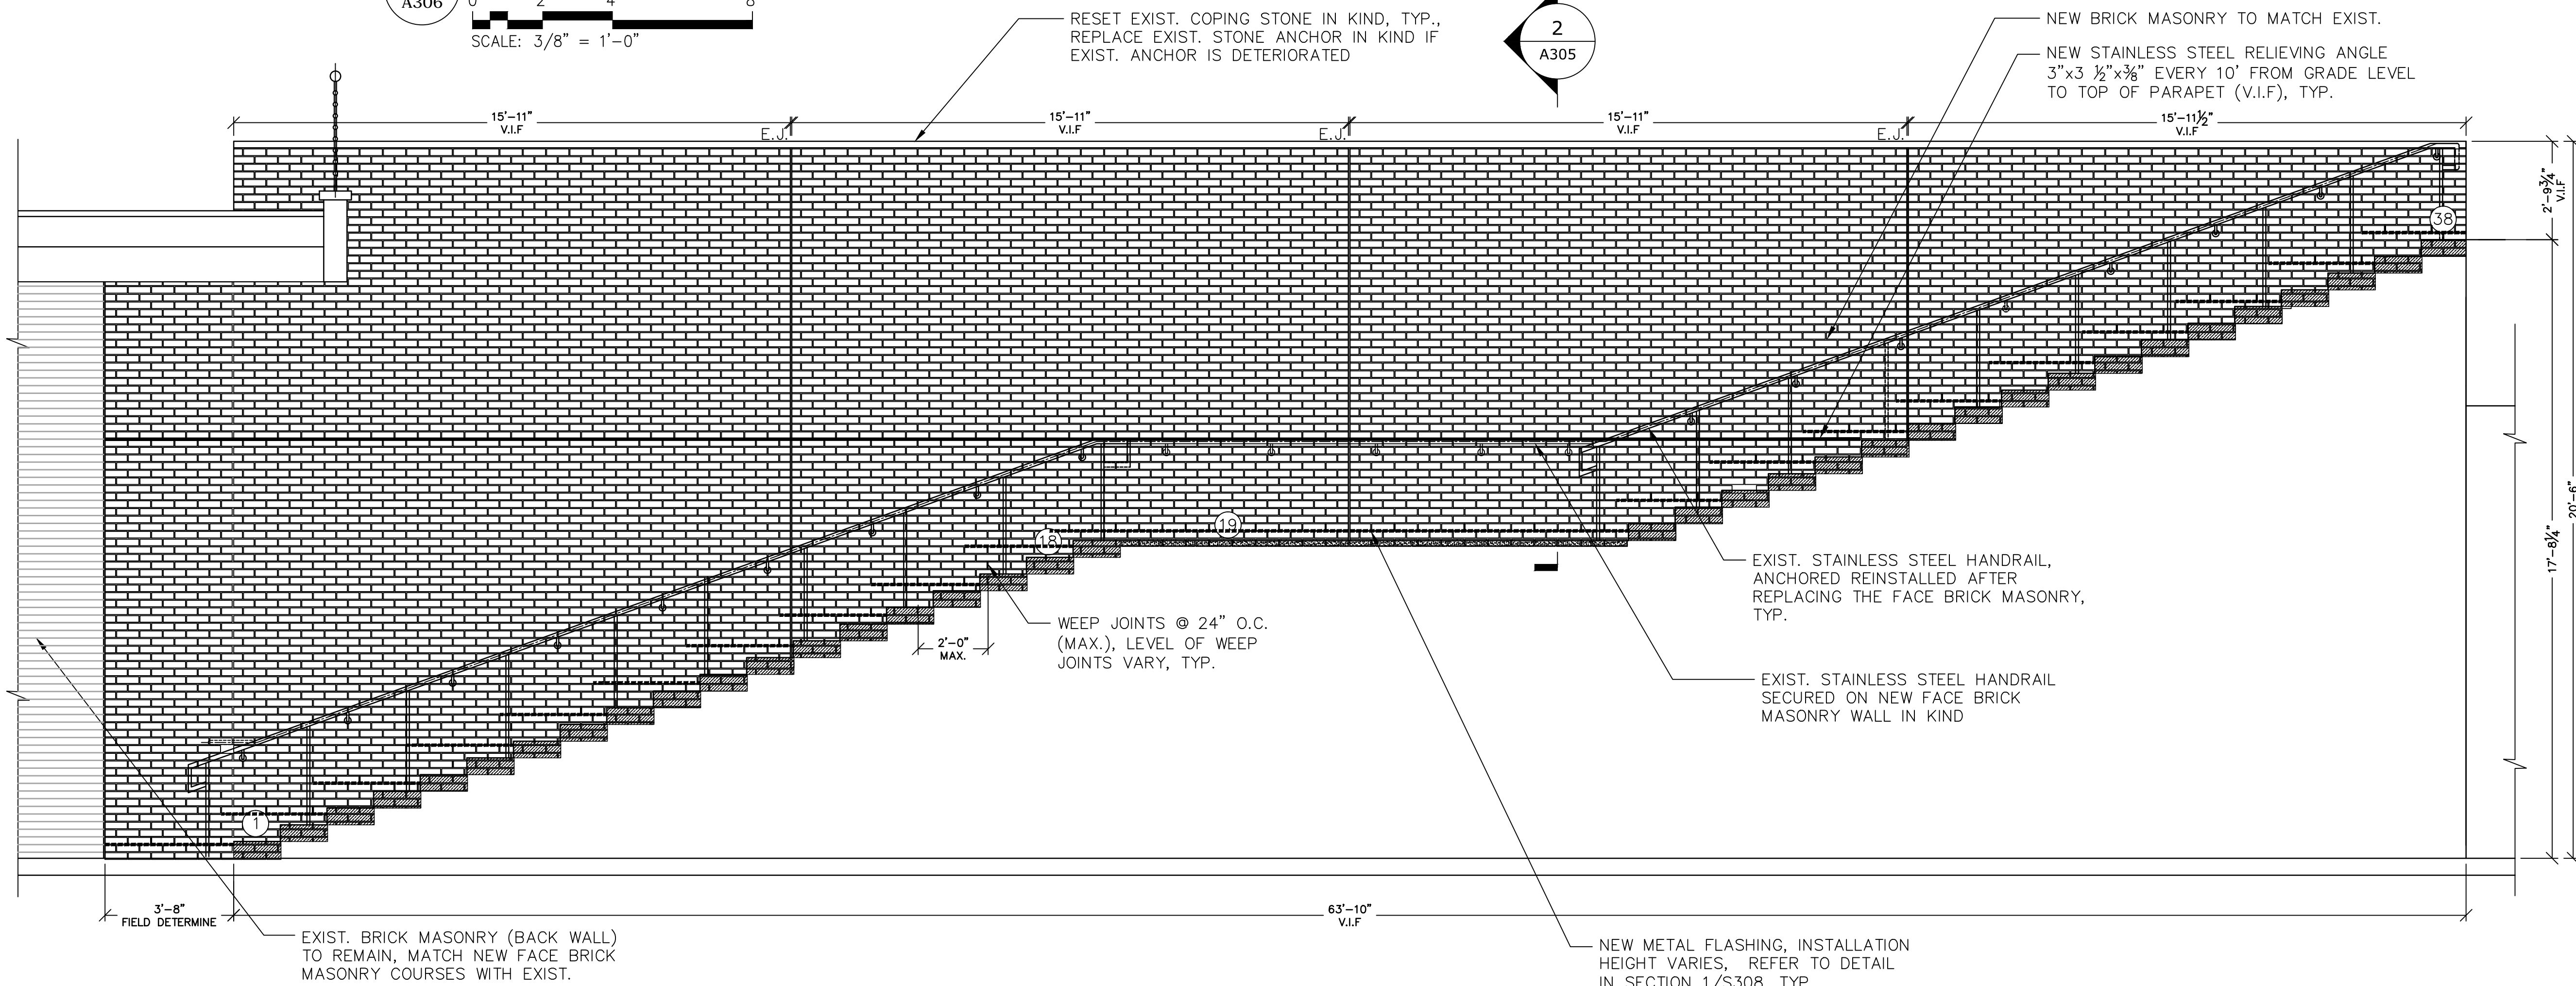 A306
0 2 4 8
SCALE: 3/8" = 1'-0"
RESET EXIST. COPING STONE IN KIND, TYP.,
REPLACE EXIST. STONE ANCHOR IN KIND IF
EXIST. ANCHOR IS DETERIORATED
2
A305
NEW BRICK MASONRY TO MATCH EXIST.
NEW STAINLESS STEEL RELIEVING ANGLE
3"x3 ½"x⅜" EVERY 10' FROM GRADE LEVEL
TO TOP OF PARAPET (V.I.F), TYP.
15'-11"
V.I.F
E.J.
15'-11"
V.I.F
E.J.
15'-11"
V.I.F
E.J.
15'-11½"
V.I.F
2'-9¾"
V.I.F
38
20'-6"
17'-8¼"
19
18
EXIST. STAINLESS STEEL HANDRAIL,
ANCHORED REINSTALLED AFTER
REPLACING THE FACE BRICK MASONRY,
TYP.
WEEP JOINTS @ 24" O.C.
(MAX.), LEVEL OF WEEP
JOINTS VARY, TYP.
2'-0"
MAX.
EXIST. STAINLESS STEEL HANDRAIL
SECURED ON NEW FACE BRICK
MASONRY WALL IN KIND
1
3'-8"
FIELD DETERMINE
63'-10"
V.I.F
EXIST. BRICK MASONRY (BACK WALL)
TO REMAIN, MATCH NEW FACE BRICK
MASONRY COURSES WITH EXIST.
NEW METAL FLASHING, INSTALLATION
HEIGHT VARIES, REFER TO DETAIL
IN SECTION 1/S308, TYP.